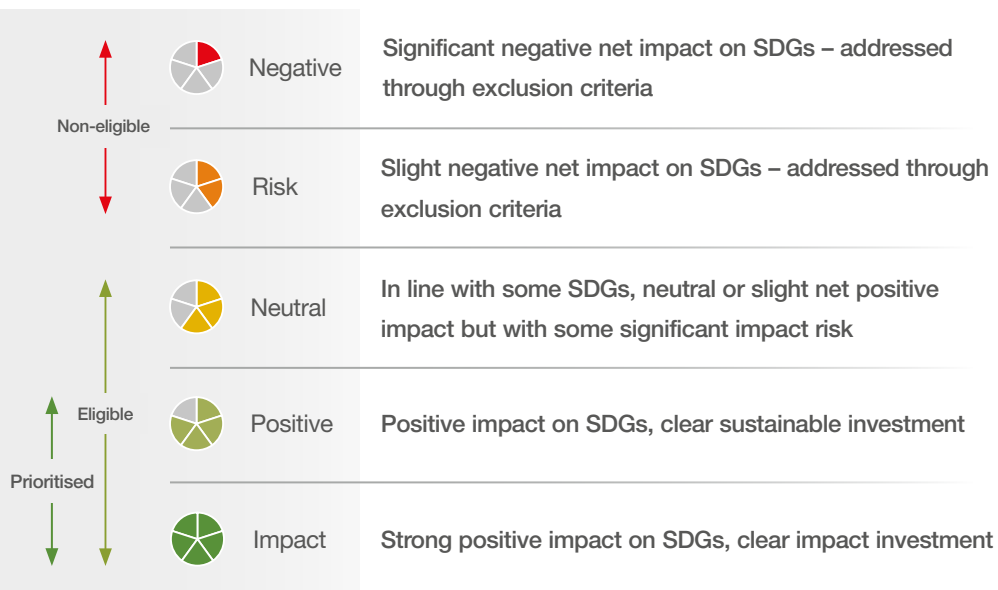 Negative
Significant negative net impact on SDGs – addressed
through exclusion criteria
Non-eligible
Risk
Slight negative net impact on SDGs – addressed through
exclusion criteria
Neutral
In line with some SDGs, neutral or slight net positive
impact but with some significant impact risk
Eligible
Positive
Positive impact on SDGs, clear sustainable investment
Prioritised
Impact
Strong positive impact on SDGs, clear impact investment